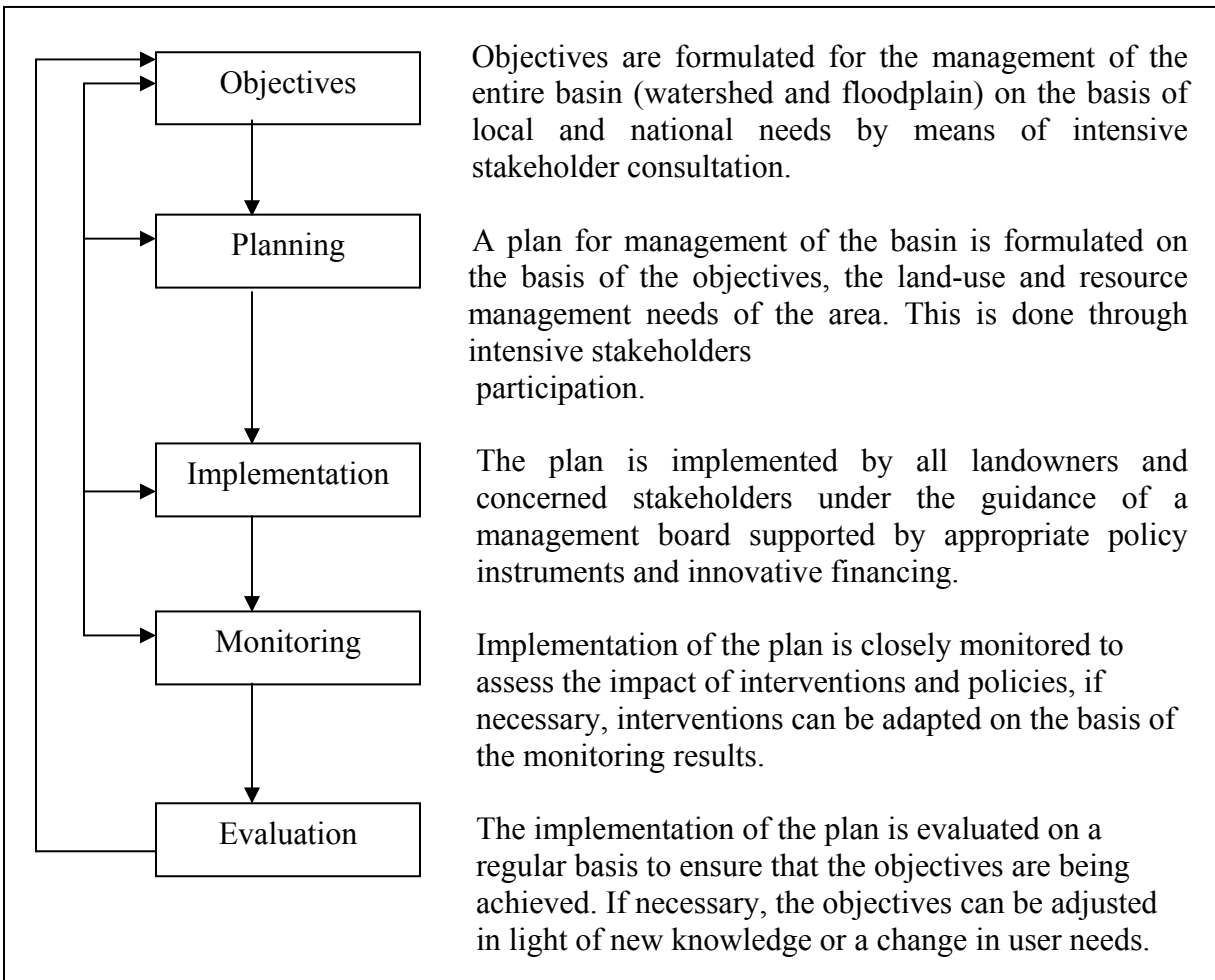 Objectives
Objectives are formulated for the management of the
entire basin (watershed and floodplain) on the basis of
local and national needs by means of intensive
stakeholder consultation.
Planning
A plan for management of the basin is formulated on
the basis of the objectives, the land-use and resource
management needs of the area. This is done through
intensive stakeholders
participation.
Implementation
The plan is implemented by all landowners and
concerned stakeholders under the guidance of a
management board supported by appropriate policy
instruments and innovative financing.
Monitoring
Implementation of the plan is closely monitored to
assess the impact of interventions and policies, if
necessary, interventions can be adapted on the basis of
the monitoring results.
Evaluation
The implementation of the plan is evaluated on a
regular basis to ensure that the objectives are being
achieved. If necessary, the objectives can be adjusted
in light of new knowledge or a change in user needs.